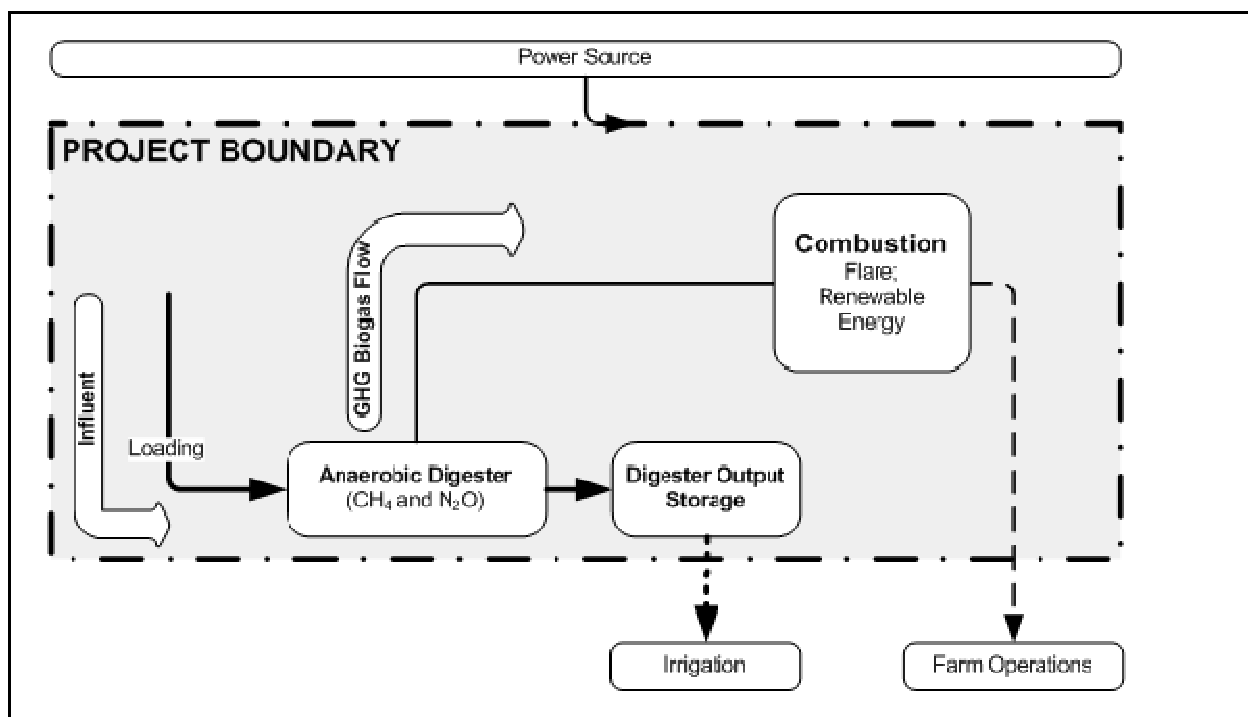 Power Source
PROJECT BOUNDARY
Combustion
Flare;
Renewable
Energy
GHG Biogas Flow
Influent
Loading
Anaerobic Digester
(CH₄ and N₂O)
Digester Output
Storage
Irrigation
Farm Operations